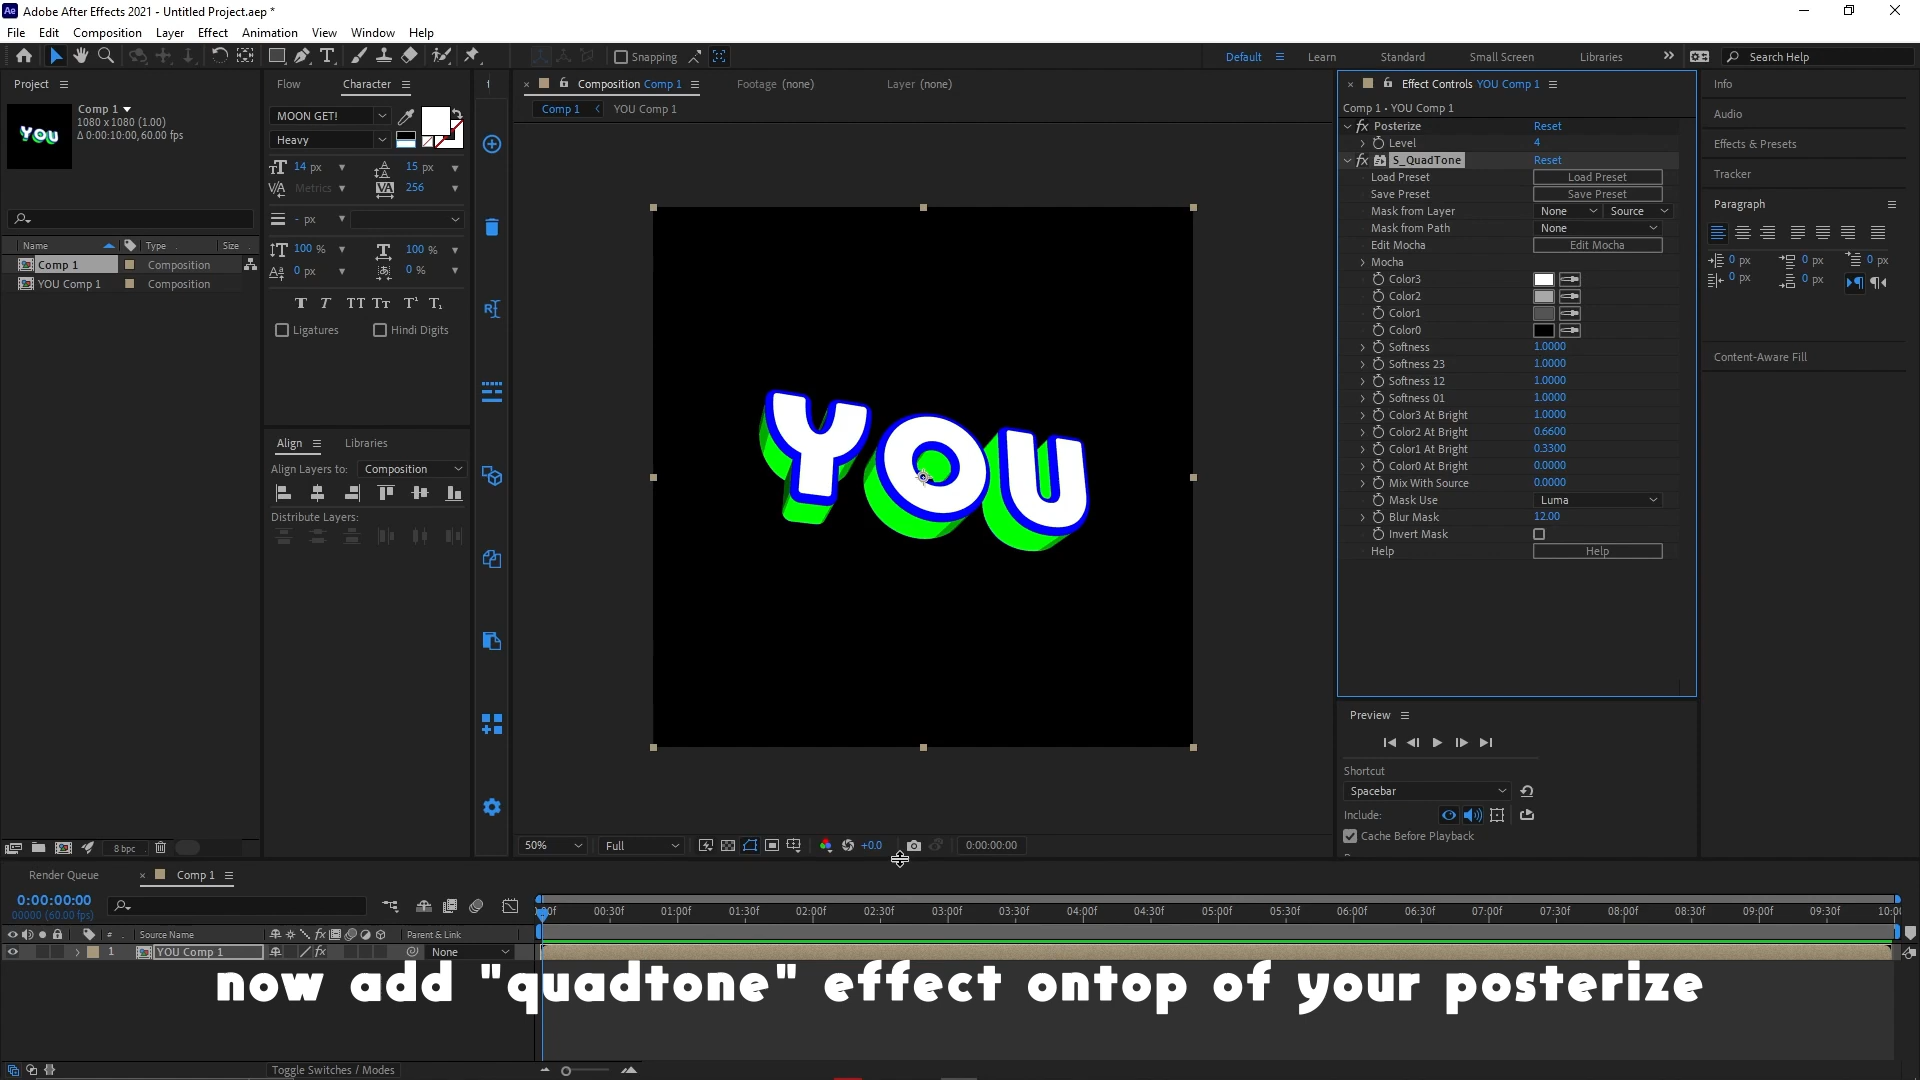 Ae Adobe After Effects 2021 - Untitled Project.aep *
File Edit Composition Layer Effect Animation View Window Help
Snapping
Default Learn Standard Small Screen Libraries Search Help
Project
Comp 1
1080 x 1080 (1.00)
Δ 0:00:10:00, 60.00 fps
YOU
Name Type Size
Comp 1 Composition
YOU Comp 1 Composition
8 bpc
Flow Character
MOON GET!
Heavy
14 px 15 px
Metrics 256
- px
100 % 100 %
0 px 0 %
Ligatures Hindi Digits
Align Libraries
Align Layers to: Composition
Distribute Layers:
Composition Comp 1 Footage (none) Layer (none)
Comp 1 YOU Comp 1
YOU
50% Full +0.0 0:00:00:00
Effect Controls YOU Comp 1
Comp 1 • YOU Comp 1
Posterize Reset
Level 4
S_QuadTone Reset
Load Preset Load Preset
Save Preset Save Preset
Mask from Layer None Source
Mask from Path None
Edit Mocha Edit Mocha
Mocha
Color3
Color2
Color1
Color0
Softness 1.0000
Softness 23 1.0000
Softness 12 1.0000
Softness 01 1.0000
Color3 At Bright 1.0000
Color2 At Bright 0.6600
Color1 At Bright 0.3300
Color0 At Bright 0.0000
Mix With Source 0.0000
Mask Use Luma
Blur Mask 12.00
Invert Mask
Help Help
Preview
Shortcut
Spacebar
Include:
Cache Before Playback
Info
Audio
Effects & Presets
Tracker
Paragraph
0 px 0 px 0 px
0 px 0 px
Content-Aware Fill
Render Queue Comp 1
0:00:00:00
00000 (60.00 fps)
00:30f 01:00f 01:30f 02:00f 02:30f 03:00f 03:30f 04:00f 04:30f 05:00f 05:30f 06:00f 06:30f 07:00f 07:30f 08:00f 08:30f 09:00f 09:30f
# Source Name Parent & Link
1 YOU Comp 1 None
now add "quadtone" effect ontop of your posterize
Toggle Switches / Modes